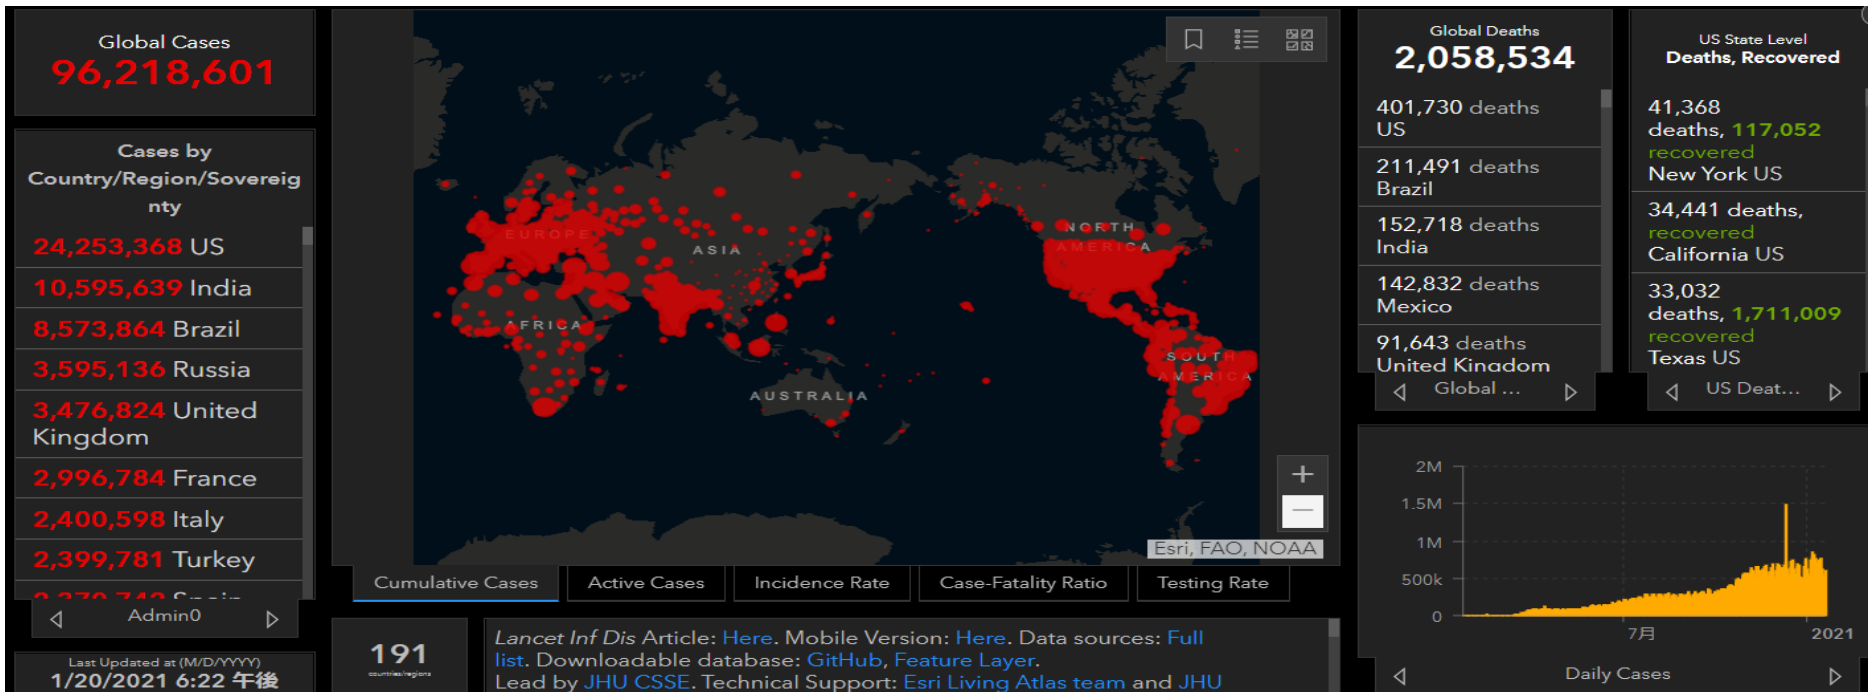 Global Cases
96,218,601
Cases by
Country/Region/Sovereig
nty
24,253,368 US
10,595,639 India
8,573,864 Brazil
3,595,136 Russia
3,476,824 United
Kingdom
2,996,784 France
2,400,598 Italy
2,399,781 Turkey
2,370,742 Spain
Admin0
Last Updated at (M/D/YYYY)
1/20/2021 6:22 午後
EUROPE
ASIA
AFRICA
AUSTRALIA
NORTH
AMERICA
SOUTH
AMERICA
+
−
Esri, FAO, NOAA
Cumulative Cases
Active Cases
Incidence Rate
Case-Fatality Ratio
Testing Rate
191
countries/regions
Lancet Inf Dis Article: Here. Mobile Version: Here. Data sources: Full
list. Downloadable database: GitHub, Feature Layer.
Lead by JHU CSSE. Technical Support: Esri Living Atlas team and JHU
Global Deaths
2,058,534
401,730 deaths
US
211,491 deaths
Brazil
152,718 deaths
India
142,832 deaths
Mexico
91,643 deaths
United Kingdom
Global ...
US State Level
Deaths, Recovered
41,368
deaths, 117,052
recovered
New York US
34,441 deaths,
recovered
California US
33,032
deaths, 1,711,009
recovered
Texas US
US Deat...
2M
1.5M
1M
500k
0
7月
2021
Daily Cases